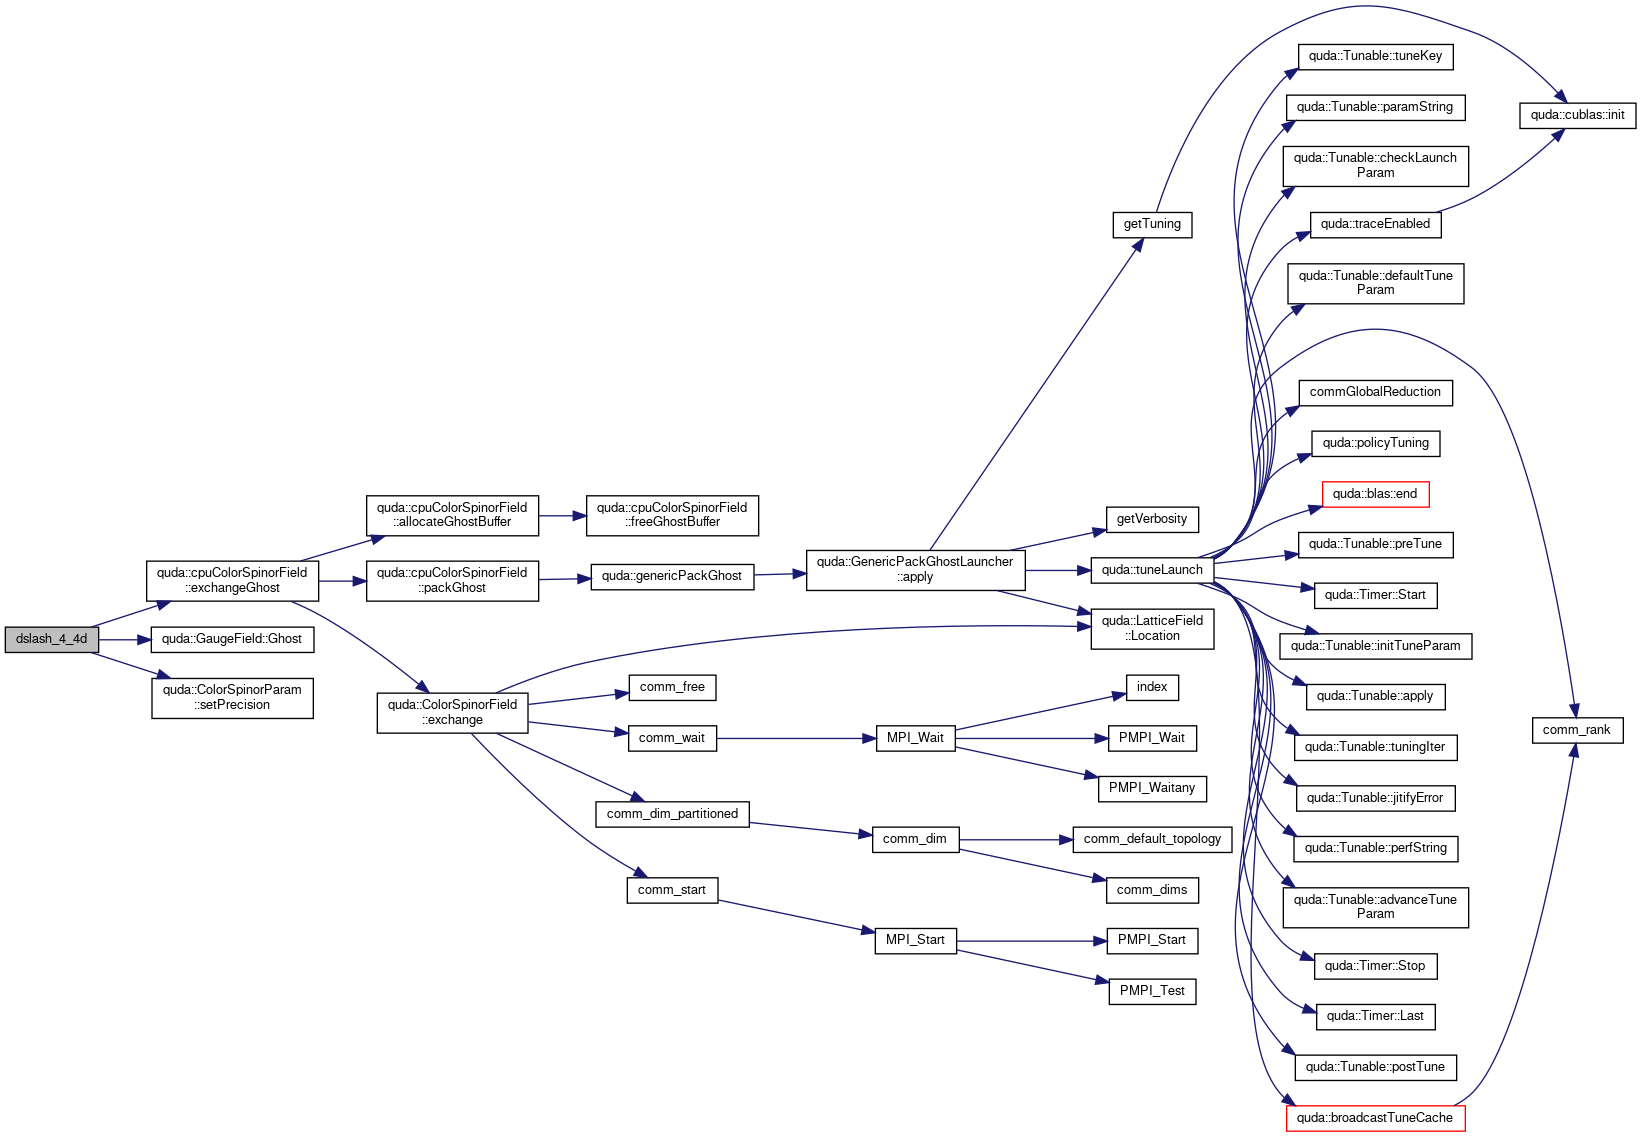 dslash_4_4d
quda::cpuColorSpinorField
::exchangeGhost
quda::GaugeField::Ghost
quda::ColorSpinorParam
::setPrecision
quda::cpuColorSpinorField
::allocateGhostBuffer
quda::cpuColorSpinorField
::packGhost
quda::ColorSpinorField
::exchange
quda::cpuColorSpinorField
::freeGhostBuffer
quda::genericPackGhost
comm_free
comm_wait
comm_dim_partitioned
comm_start
quda::GenericPackGhostLauncher
::apply
MPI_Wait
comm_dim
MPI_Start
getTuning
getVerbosity
quda::tuneLaunch
quda::LatticeField
::Location
index
PMPI_Wait
PMPI_Waitany
comm_default_topology
comm_dims
PMPI_Start
PMPI_Test
quda::Tunable::tuneKey
quda::Tunable::paramString
quda::Tunable::checkLaunch
Param
quda::traceEnabled
quda::Tunable::defaultTune
Param
commGlobalReduction
quda::policyTuning
quda::blas::end
quda::Tunable::preTune
quda::Timer::Start
quda::Tunable::initTuneParam
quda::Tunable::apply
quda::Tunable::tuningIter
quda::Tunable::jitifyError
quda::Tunable::perfString
quda::Tunable::advanceTune
Param
quda::Timer::Stop
quda::Timer::Last
quda::Tunable::postTune
quda::broadcastTuneCache
quda::cublas::init
comm_rank